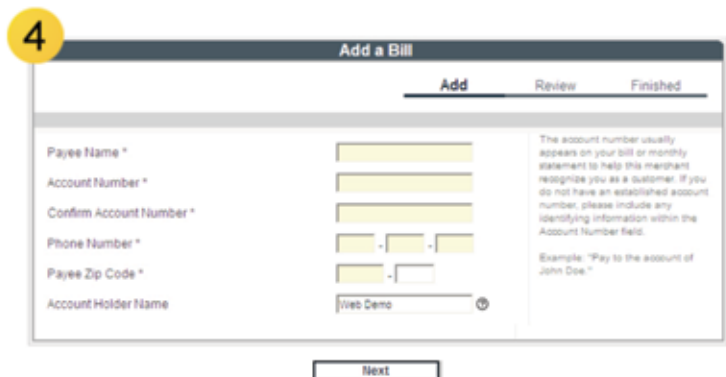 4
Add a Bill
Add Review Finished
Payee Name *
Account Number *
Confirm Account Number *
Phone Number *
- -
Payee Zip Code *
-
Account Holder Name
Web Demo
?
The account number usually
appears on your bill or monthly
statement to help this merchant
recognize you as a customer. If you
do not have an established account
number, please include any
identifying information within the
Account Number field.
Example: "Pay to the account of
John Doe."
Next